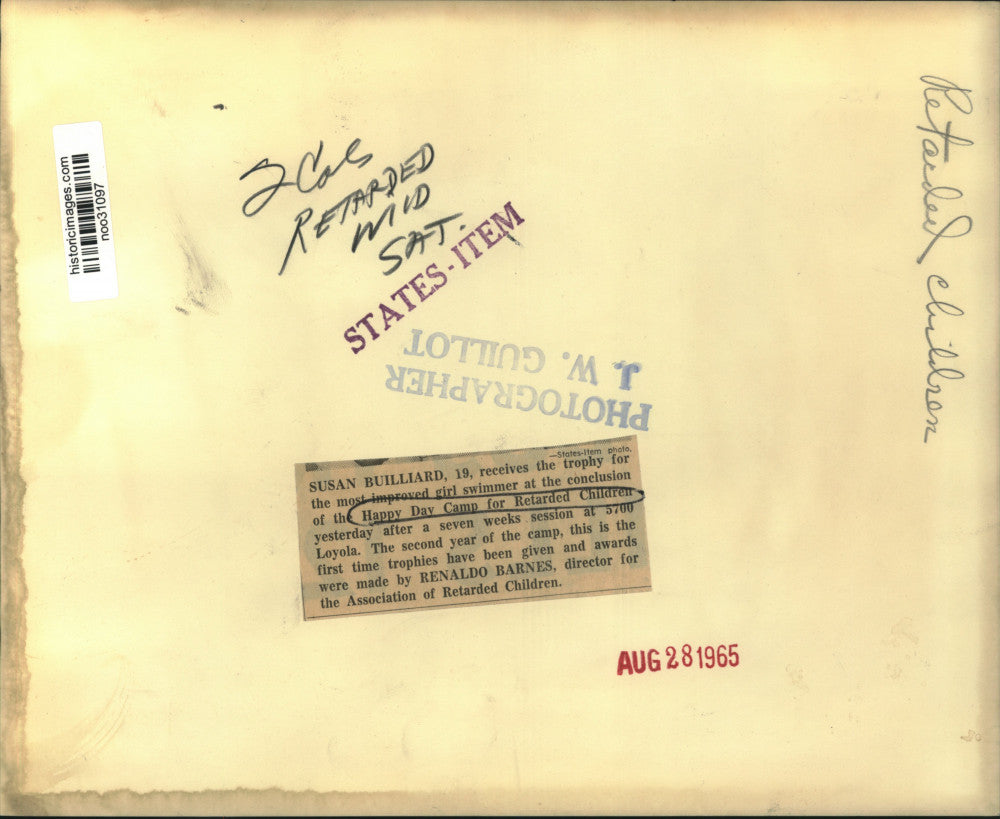 historicimages.com
noo31097
2 Cols
RETARDED
WILD
SAT.
STATES-ITEM
J. W. GUILLOT
PHOTOGRAPHER
Retarded children
—States-Item photo.
SUSAN BUILLIARD, 19, receives the trophy for
the most improved girl swimmer at the conclusion
of the Happy Day Camp for Retarded Children
yesterday after a seven weeks session at 5700
Loyola. The second year of the camp, this is the
first time trophies have been given and awards
were made by RENALDO BARNES, director for
the Association of Retarded Children.
AUG 28 1965